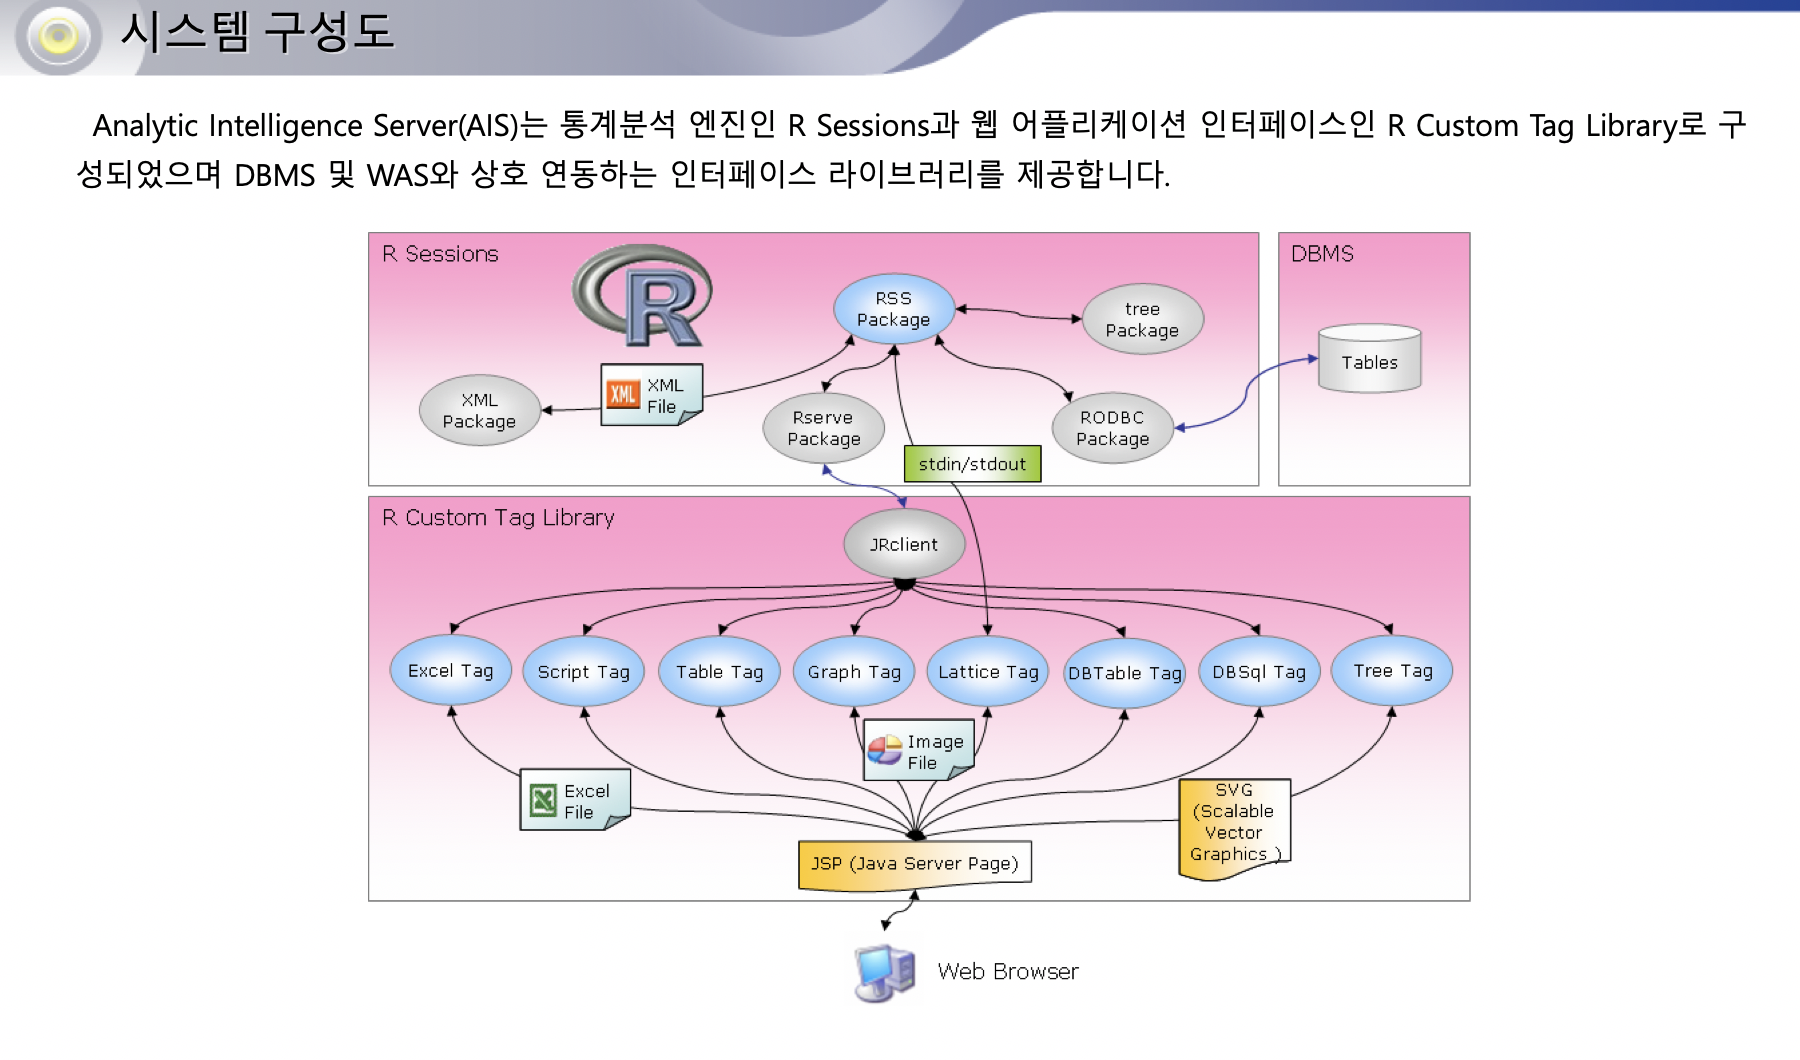 시스템 구성도
Analytic Intelligence Server(AIS)는 통계분석 엔진인 R Sessions과 웹 어플리케이션 인터페이스인 R Custom Tag Library로 구
성되었으며 DBMS 및 WAS와 상호 연동하는 인터페이스 라이브러리를 제공합니다.
R Sessions
DBMS
R
RSS
Package
tree
Package
Tables
XML
XML
File
XML
Package
Rserve
Package
RODBC
Package
stdin/stdout
R Custom Tag Library
JRclient
Excel Tag
Script Tag
Table Tag
Graph Tag
Lattice Tag
DBTable Tag
DBSql Tag
Tree Tag
Image
File
Excel
File
SVG
(Scalable
Vector
Graphics )
JSP (Java Server Page)
Web Browser